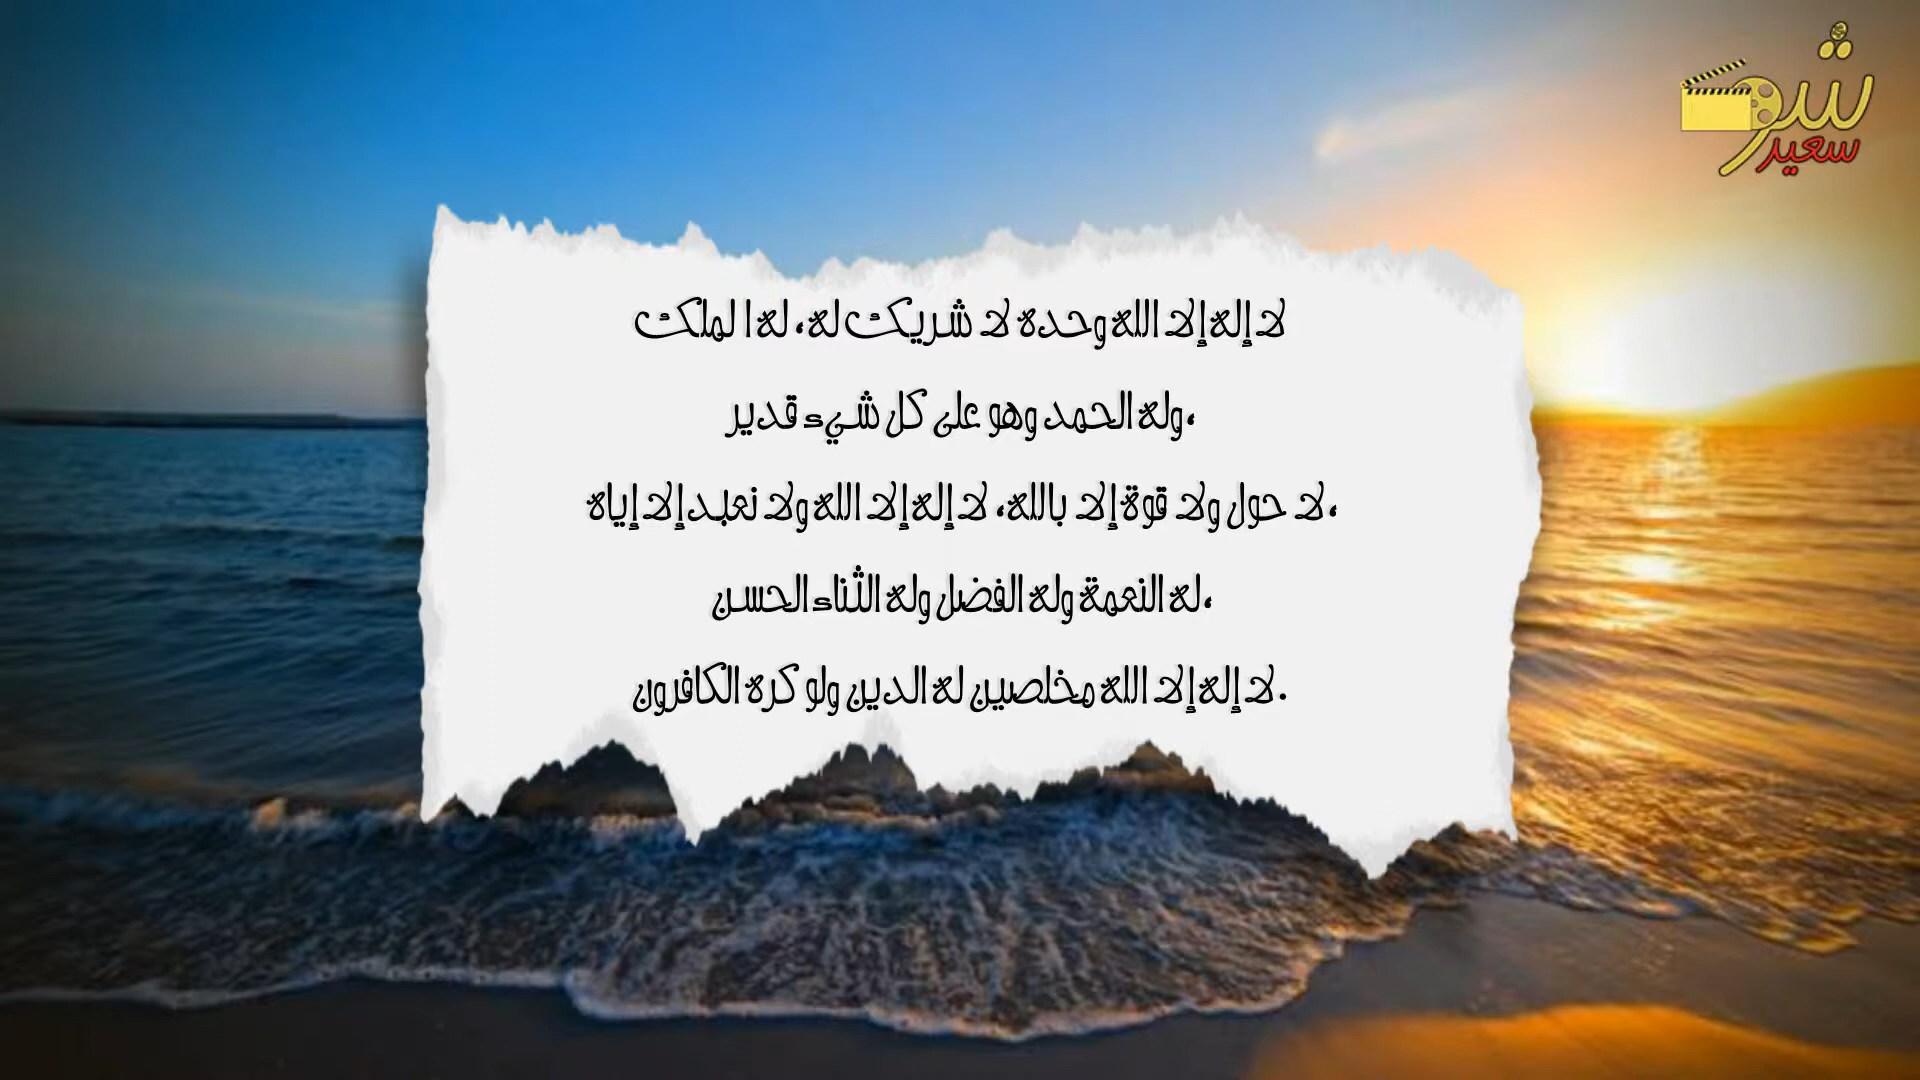 شو
سعيد
لا إله إلا الله وحده لا شريك له، له ا لملك
،وله الحمد وهو على كل شيء قدير
،لا حول ولا قوة إلا بالله، لا إله إلا الله ولا نعبد إلا إياه
،له النعمة وله الفضل وله الثناء الحسن
.لا إله إلا الله مخلصين له الدين ولو كره الكافرون